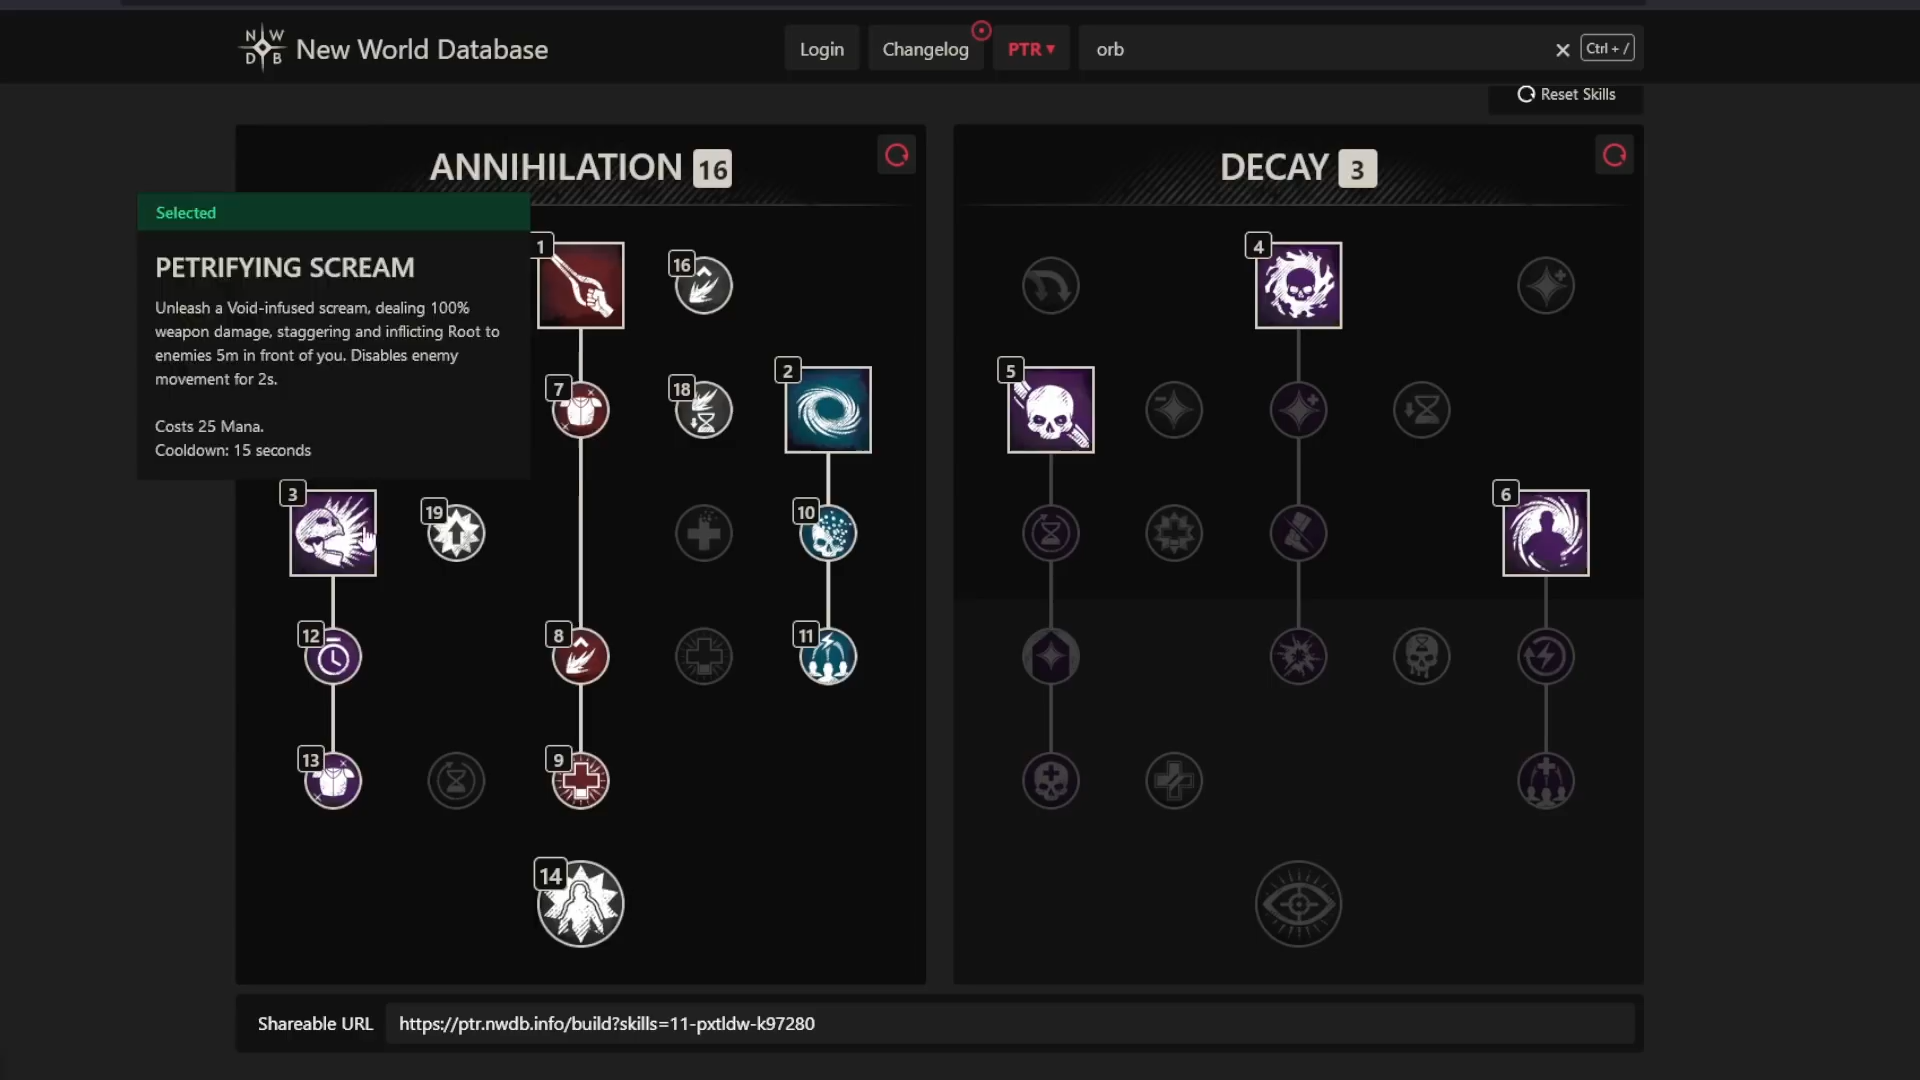 N W
D B
New World Database
Login
Changelog
PTR ▾
orb
Ctrl + /
Reset Skills
ANNIHILATION 16
DECAY 3
Selected
PETRIFYING SCREAM
Unleash a Void-infused scream, dealing 100%
weapon damage, staggering and inflicting Root to
enemies 5m in front of you. Disables enemy
movement for 2s.
Costs 25 Mana.
Cooldown: 15 seconds
1
16
4
7
18
2
5
3
19
10
6
12
8
11
13
9
14
Shareable URL
https://ptr.nwdb.info/build?skills=11-pxtldw-k97280